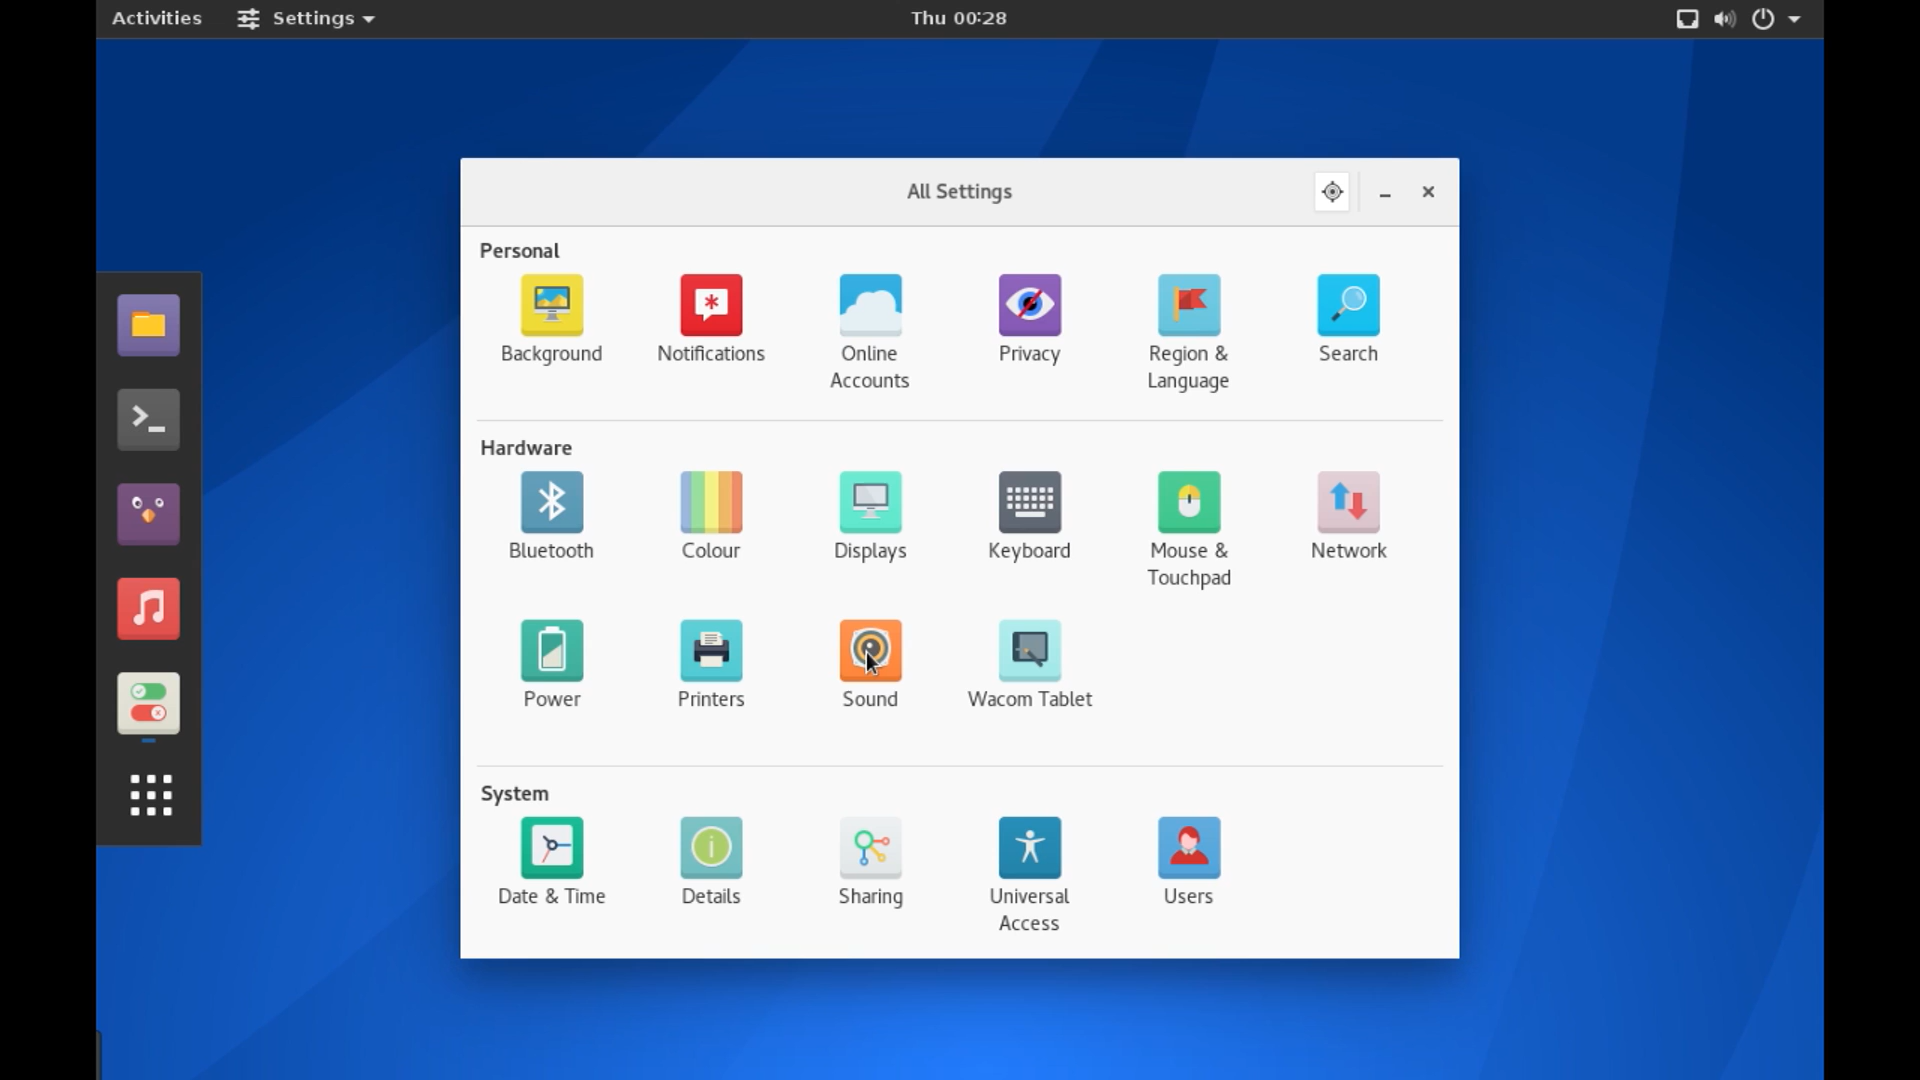 Activities Settings Thu 00:28
All Settings
Personal
Background Notifications Online Accounts Privacy Region & Language Search
Hardware
Bluetooth Colour Displays Keyboard Mouse & Touchpad Network
Power Printers Sound Wacom Tablet
System
Date & Time Details Sharing Universal Access Users